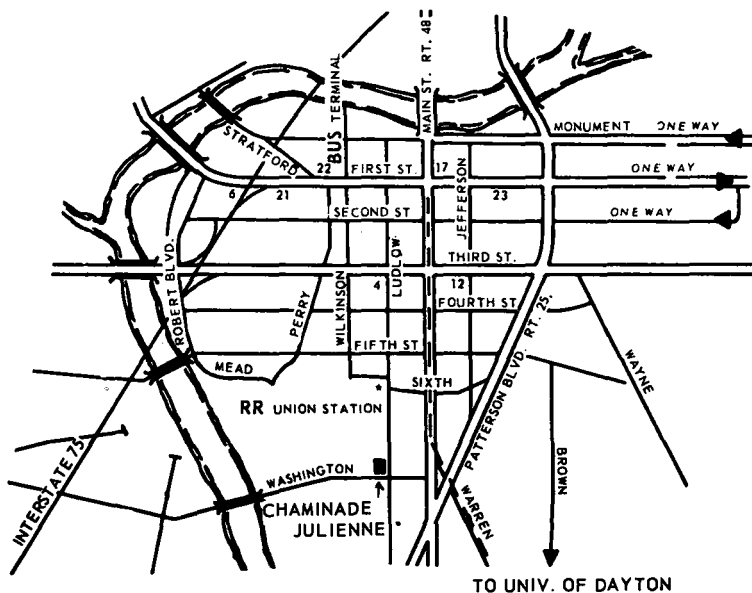 MAIN ST. RT. 48
BUS TERMINAL
STRATFORD
MONUMENT ONE WAY
22 FIRST ST. 17
ONE WAY
6 21 23
JEFFERSON
SECOND ST
ONE WAY
ROBERT BLVD.
THIRD ST.
LUDLOW
WILKINSON
4 12
PERRY
FOURTH ST
PATTERSON BLVD. RT. 25.
WAYNE
FIFTH ST
MEAD
SIXTH
*
RR UNION STATION
INTERSTATE 75
WASHINGTON
BROWN
WARREN
CHAMINADE
JULIENNE
TO UNIV. OF DAYTON